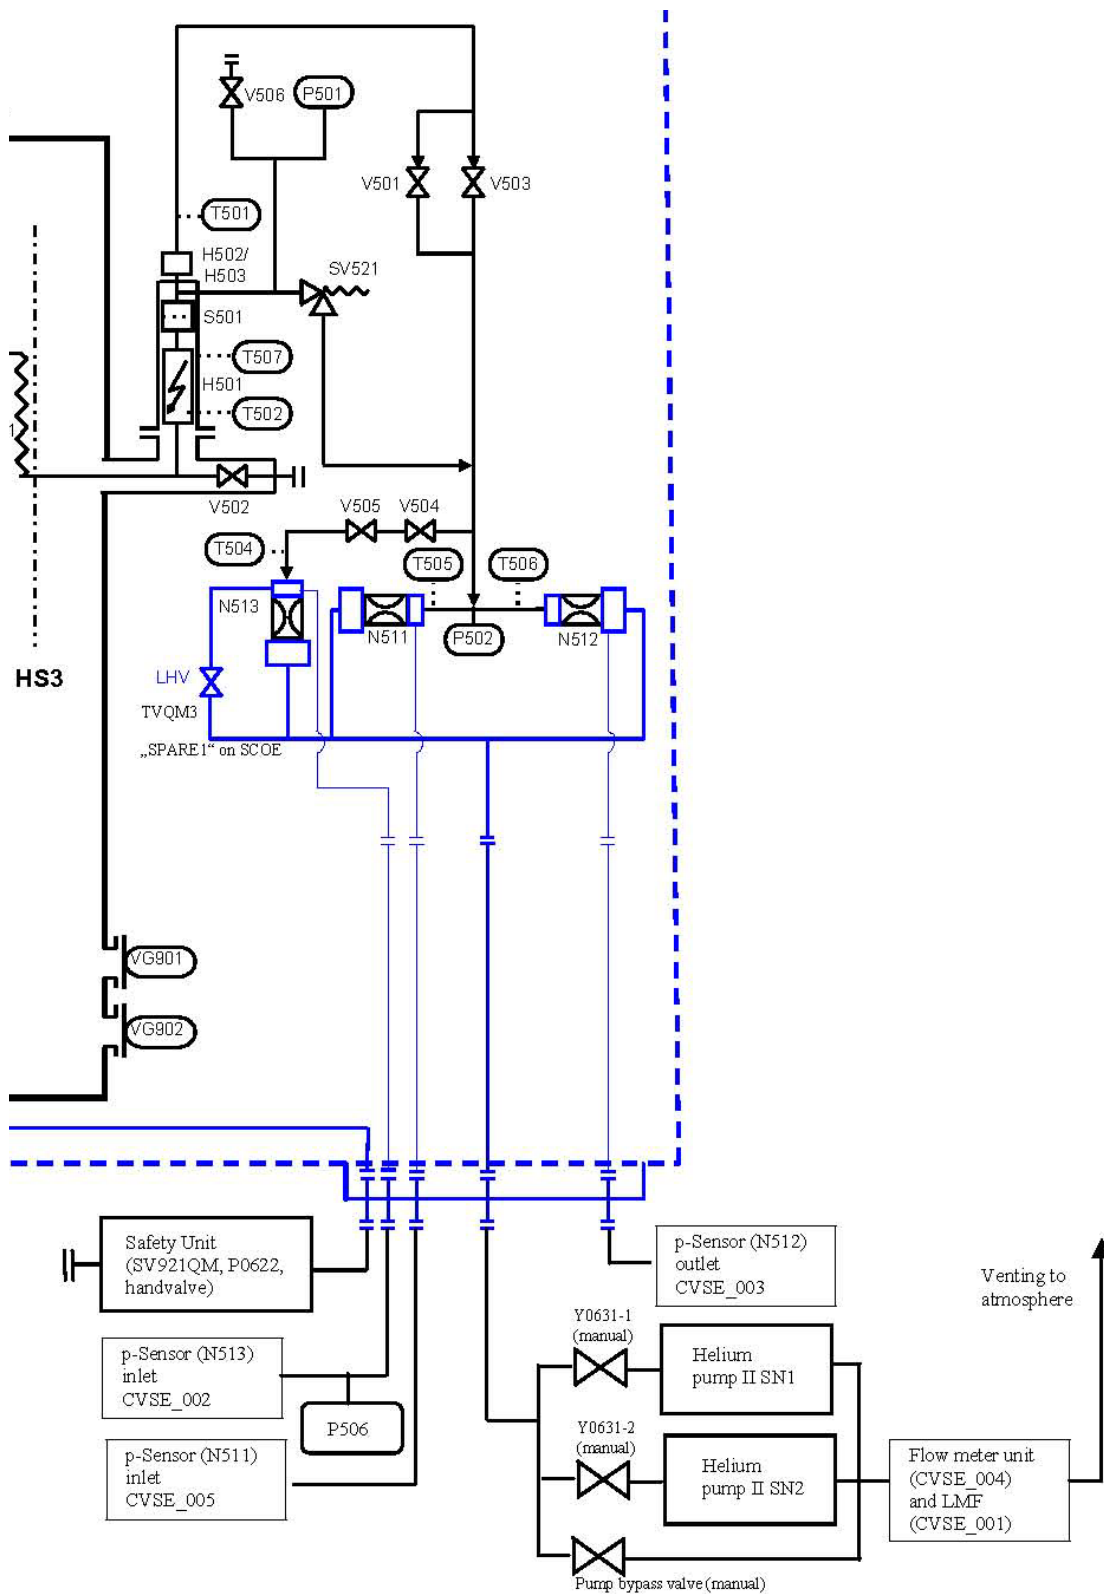 V506
P501
V501
V503
T501
H502/
H503
SV521
S501
T507
H501
T502
V502
V505
V504
T504
T505
T506
N513
N511
P502
N512
HS3
LHV
TVQM3
„SPARE1“ on SCOE
VG901
VG902
Safety Unit
(SV921QM, P0622,
handvalve)
p-Sensor (N512)
outlet
CVSE_003
Venting to
atmosphere
p-Sensor (N513)
inlet
CVSE_002
P506
p-Sensor (N511)
inlet
CVSE_005
Y0631-1
(manual)
Helium
pump II SN1
Y0631-2
(manual)
Helium
pump II SN2
Flow meter unit
(CVSE_004)
and LMF
(CVSE_001)
Pump bypass valve (manual)